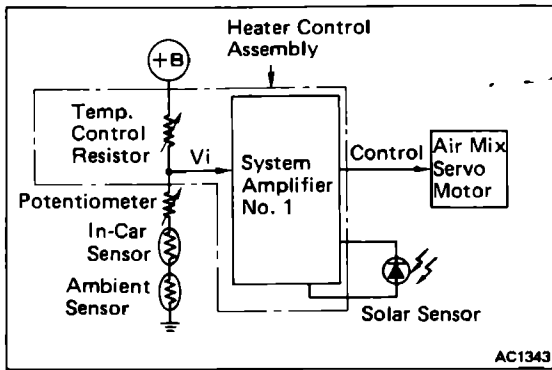 Heater Control
Assembly
+B
Temp.
Control
Resistor
Vi
System
Amplifier
No. 1
Control
Air Mix
Servo
Motor
Potentiometer
In-Car
Sensor
Ambient
Sensor
Solar Sensor
AC1343